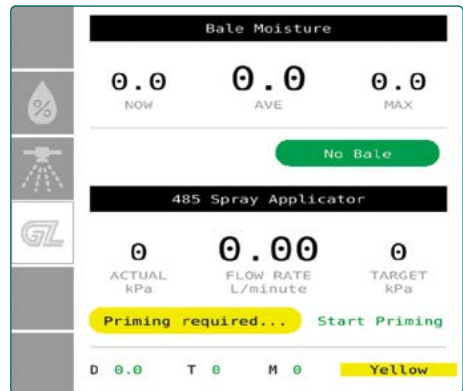 Bale Moisture
0.0 0.0 0.0
NOW AVE MAX
%
No Bale
485 Spray Applicator
GL
0 0.00 0
ACTUAL FLOW RATE TARGET
kPa L/minute kPa
Priming required... Start Priming
D 0.0 T 0 M 0 Yellow